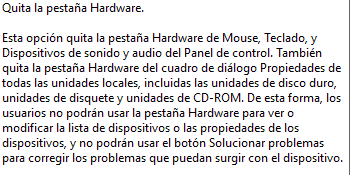 Quita la pestaña Hardware.

Esta opción quita la pestaña Hardware de Mouse, Teclado, y
Dispositivos de sonido y audio del Panel de control. También
quita la pestaña Hardware del cuadro de diálogo Propiedades de
todas las unidades locales, incluidas las unidades de disco duro,
unidades de disquete y unidades de CD-ROM. De esta forma, los
usuarios no podrán usar la pestaña Hardware para ver o
modificar la lista de dispositivos o las propiedades de los
dispositivos, y no podrán usar el botón Solucionar problemas
para corregir los problemas que puedan surgir con el dispositivo.